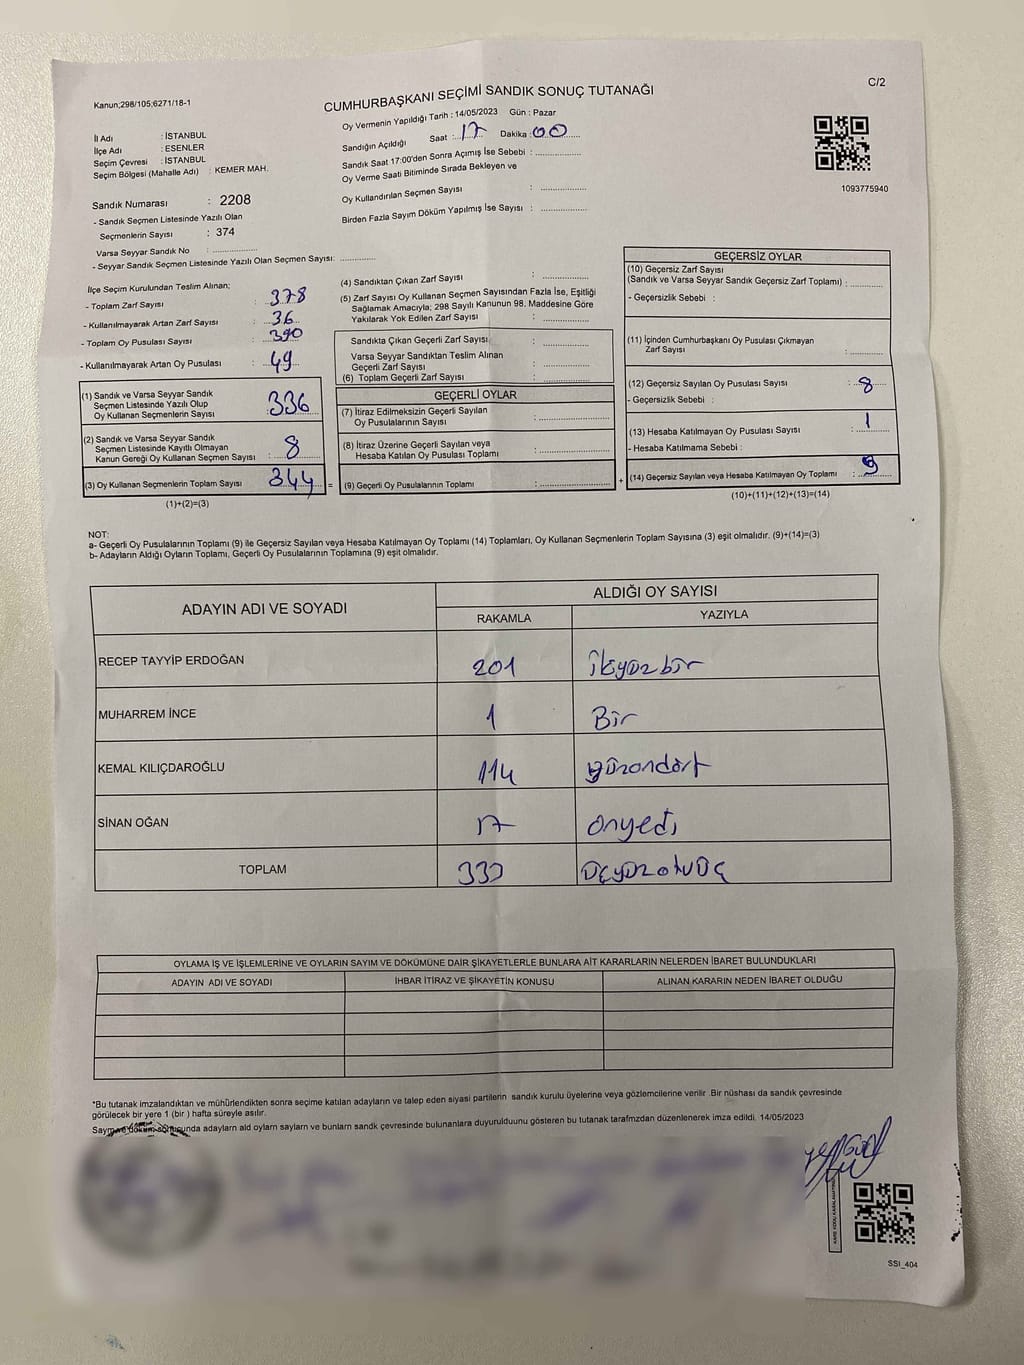 Kanun;298/105;6271/18-1
CUMHURBAŞKANI SEÇİMİ SANDIK SONUÇ TUTANAĞI
C/2
İl Adı : İSTANBUL
İlçe Adı : ESENLER
Seçim Çevresi : İSTANBUL
Seçim Bölgesi (Mahalle Adı) : KEMER MAH.
Oy Vermenin Yapıldığı Tarih : 14/05/2023 Gün : Pazar
Sandığın Açıldığı Saat : 17 Dakika : 00
Sandık Saat 17:00'den Sonra Açımış İse Sebebi : ................
Oy Verme Saati Bitiminde Sırada Bekleyen ve
Oy Kullandırılan Seçmen Sayısı : ................
Birden Fazla Sayım Döküm Yapılmış İse Sayısı : ................
1093775940
Sandık Numarası : 2208
- Sandık Seçmen Listesinde Yazılı Olan
Seçmenlerin Sayısı : 374
Varsa Seyyar Sandık No : ................
- Seyyar Sandık Seçmen Listesinde Yazılı Olan Seçmen Sayısı: .............
İlçe Seçim Kurulundan Teslim Alınan;
- Toplam Zarf Sayısı : 378
- Kullanılmayarak Artan Zarf Sayısı : 36
- Toplam Oy Pusulası Sayısı : 390
- Kullanılmayarak Artan Oy Pusulası : 49
(1) Sandık ve Varsa Seyyar Sandık
Seçmen Listesinde Yazılı Olup
Oy Kullanan Seçmenlerin Sayısı : 336
(2) Sandık ve Varsa Seyyar Sandık
Seçmen Listesinde Kayıtlı Olmayan
Kanun Gereği Oy Kullanan Seçmen Sayısı : 8
(3) Oy Kullanan Seçmenlerin Toplam Sayısı 344 =
(1)+(2)=(3)
(4) Sandıktan Çıkan Zarf Sayısı : ................
(5) Zarf Sayısı Oy Kullanan Seçmen Sayısından Fazla İse, Eşitliği
Sağlamak Amacıyla; 298 Sayılı Kanunun 98. Maddesine Göre
Yakılarak Yok Edilen Zarf Sayısı : ................
Sandıkta Çıkan Geçerli Zarf Sayısı : ................
Varsa Seyyar Sandıktan Teslim Alınan
Geçerli Zarf Sayısı : ................
(6) Toplam Geçerli Zarf Sayısı : ................
GEÇERLİ OYLAR
(7) İtiraz Edilmeksizin Geçerli Sayılan
Oy Pusulalarının Sayısı : ................
(8) İtiraz Üzerine Geçerli Sayılan veya
Hesaba Katılan Oy Pusulası Toplamı : ................
(9) Geçerli Oy Pusulalarının Toplamı : ................ +
GEÇERSİZ OYLAR
(10) Geçersiz Zarf Sayısı
(Sandık ve Varsa Seyyar Sandık Geçersiz Zarf Toplamı) : .............
- Geçersizlik Sebebi :
(11) İçinden Cumhurbaşkanı Oy Pusulası Çıkmayan
Zarf Sayısı : .............
(12) Geçersiz Sayılan Oy Pusulası Sayısı : 8
- Geçersizlik Sebebi :
(13) Hesaba Katılmayan Oy Pusulası Sayısı : 1
- Hesaba Katılmama Sebebi :
(14) Geçersiz Sayılan veya Hesaba Katılmayan Oy Toplamı : 9
(10)+(11)+(12)+(13)=(14)
NOT:
a- Geçerli Oy Pusulalarının Toplamı (9) ile Geçersiz Sayılan veya Hesaba Katılmayan Oy Toplamı (14) Toplamları, Oy Kullanan Seçmenlerin Toplam Sayısına (3) eşit olmalıdır. (9)+(14)=(3)
b- Adayların Aldığı Oyların Toplamı, Geçerli Oy Pusulalarının Toplamına (9) eşit olmalıdır.
ADAYIN ADI VE SOYADI ALDIĞI OY SAYISI
RAKAMLA YAZIYLA
RECEP TAYYİP ERDOĞAN 201 ikiyüzbir
MUHARREM İNCE 1 Bir
KEMAL KILIÇDAROĞLU 114 yüzondört
SİNAN OĞAN 17 onyedi
TOPLAM 333 üçyüzotuzüç
OYLAMA İŞ VE İŞLEMLERİNE VE OYLARIN SAYIM VE DÖKÜMÜNE DAİR ŞİKAYETLERLE BUNLARA AİT KARARLARIN NELERDEN İBARET BULUNDUKLARI
ADAYIN ADI VE SOYADI İHBAR İTİRAZ VE ŞİKAYETİN KONUSU ALINAN KARARIN NEDEN İBARET OLDUĞU
*Bu tutanak imzalandıktan ve mühürlendikten sonra seçime katılan adayların ve talep eden siyasi partilerin sandık kurulu üyelerine veya gözlemcilerine verilir. Bir nüshası da sandık çevresinde
görülecek bir yere 1 (bir ) hafta süreyle asılır.
Sayım ve döküm sonucunda adayların ald oyların sayları ve bunların sandk çevresinde bulunanlara duyurulduunu gösteren bu tutanak tarafmzdan düzenlenerek imza edildi. 14/05/2023
SSI_404